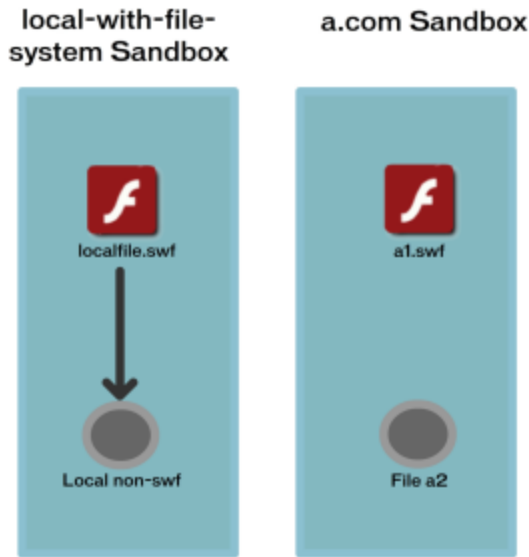 local-with-file-
system Sandbox
a.com Sandbox
localfile.swf
a1.swf
Local non-swf
File a2